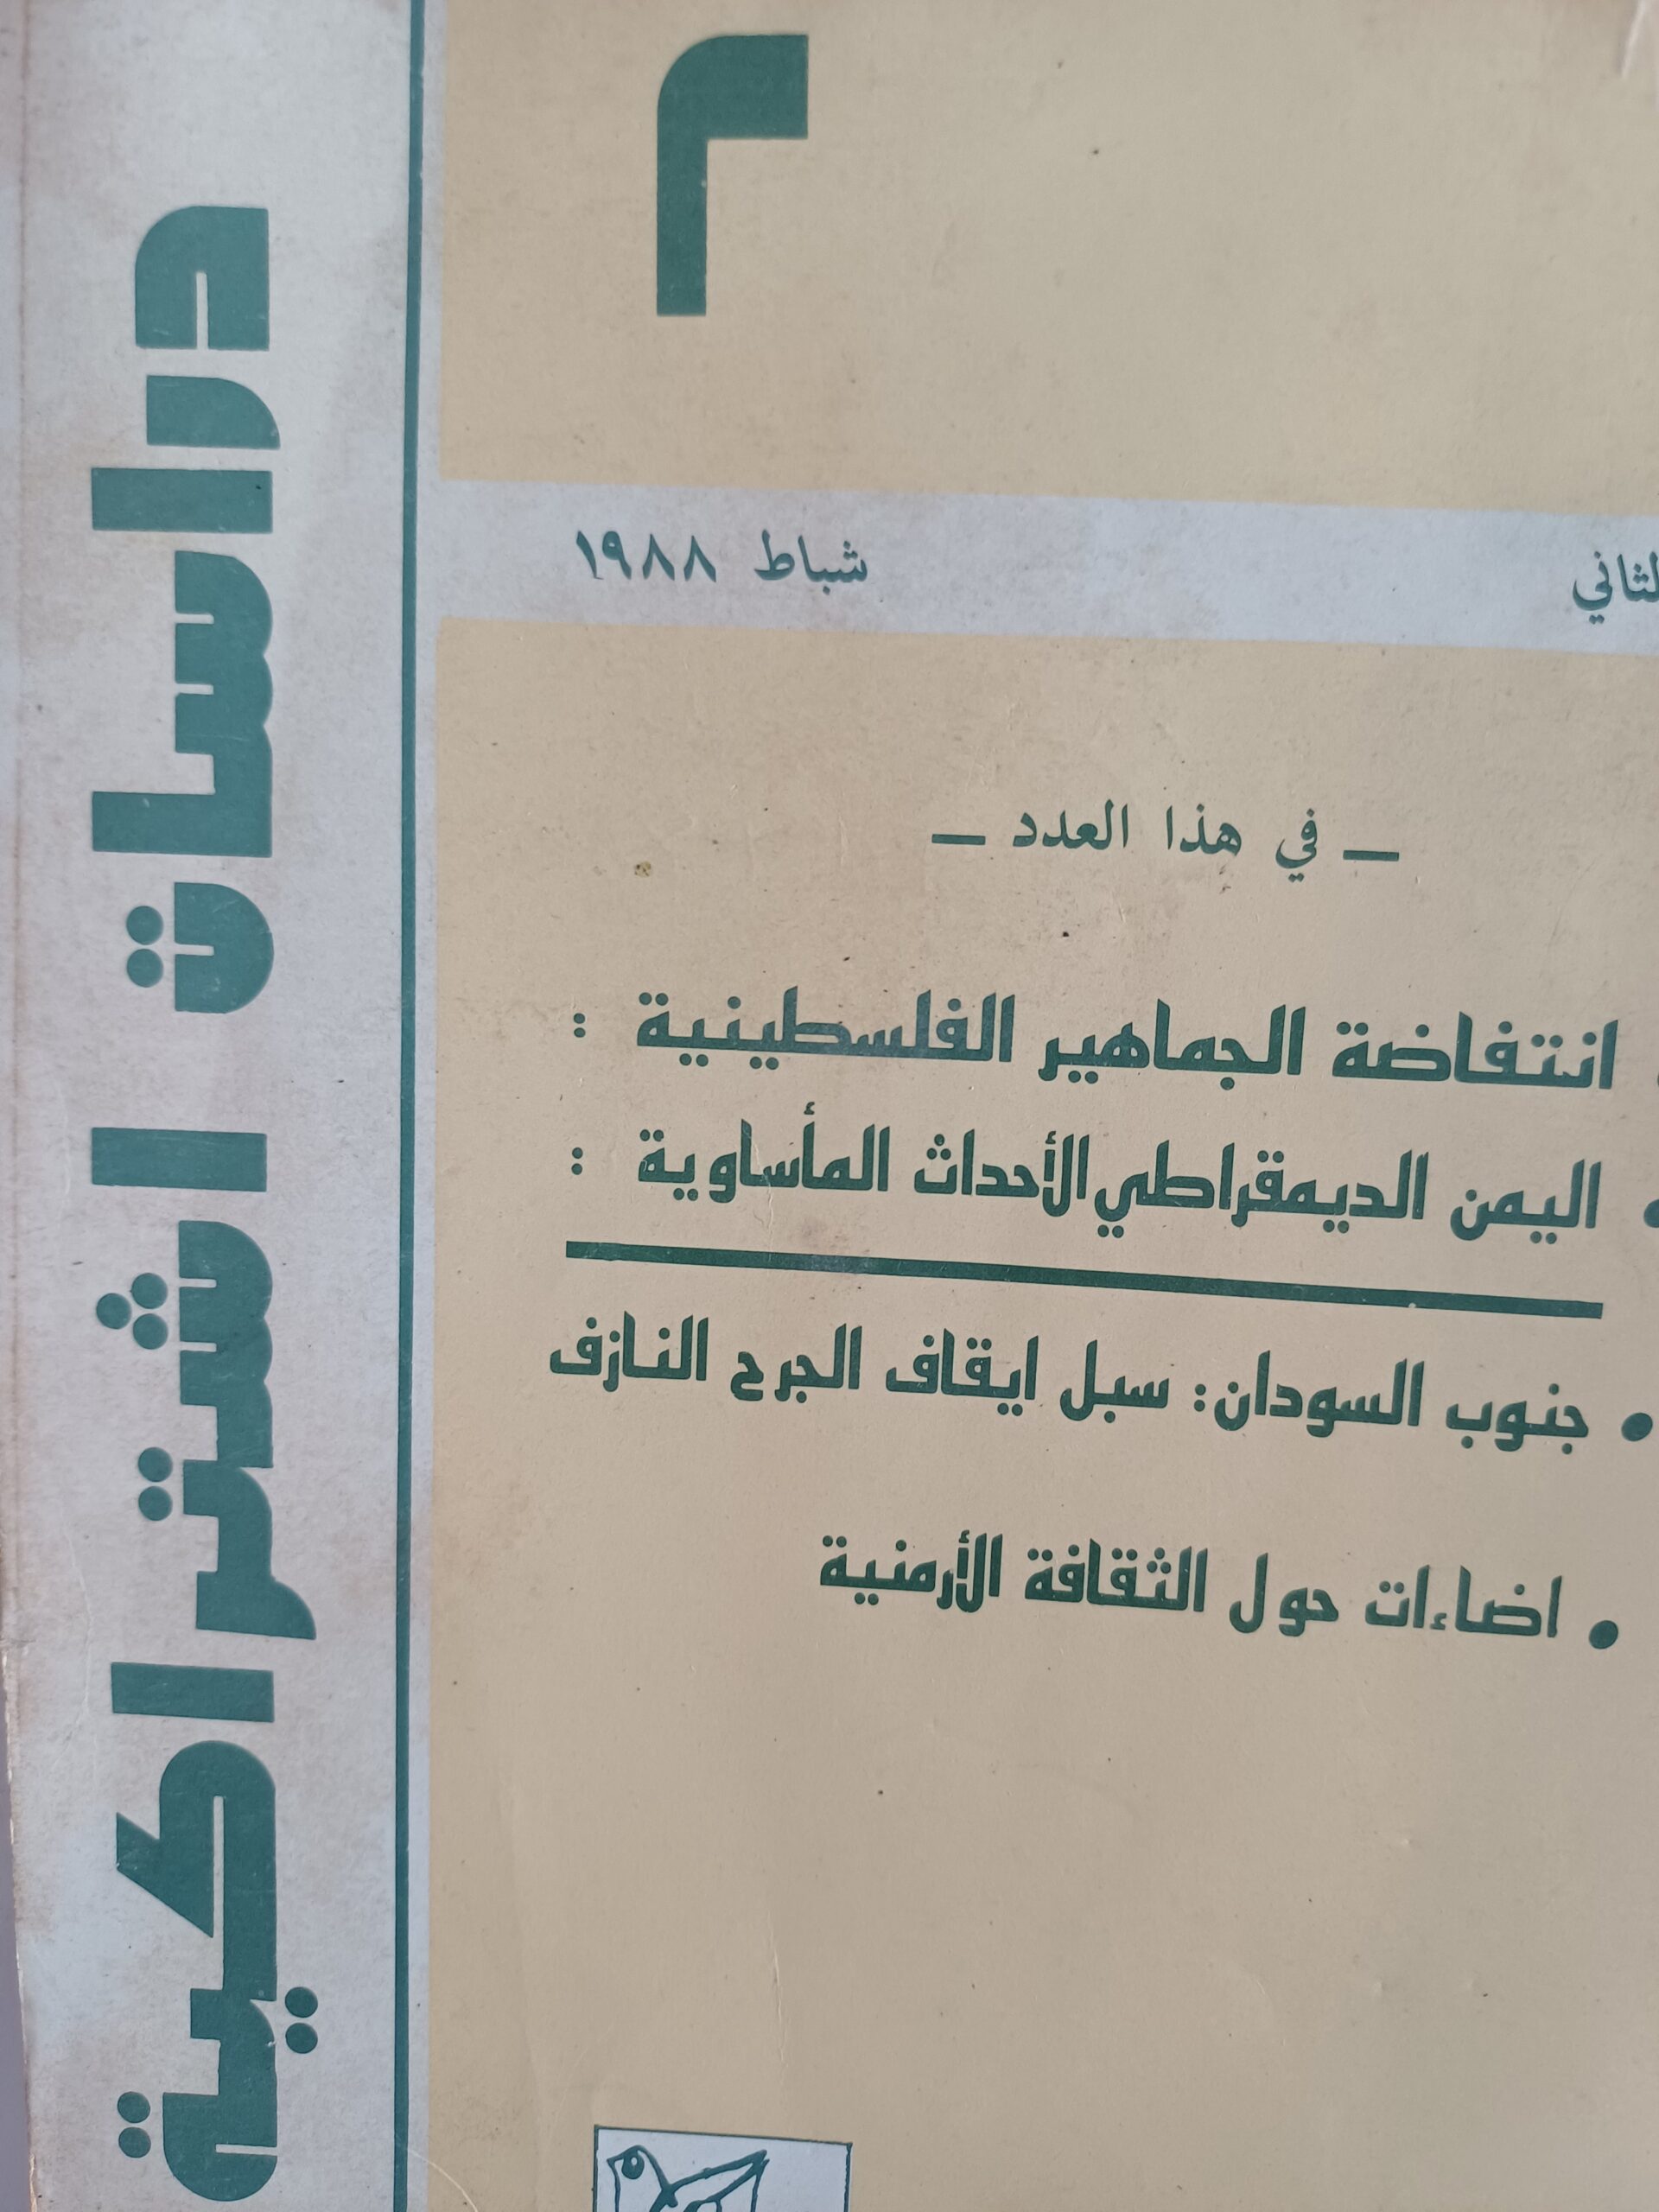 دراسات اشتراكية
٢
شباط ١٩٨٨
— في هذا العدد —
انتفاضة الجماهير الفلسطينية :
• اليمن الديمقراطي الأحداث المأساوية :
• جنوب السودان: سبل ايقاف الجرح النازف
• اضاءات حول الثقافة الأرمنية